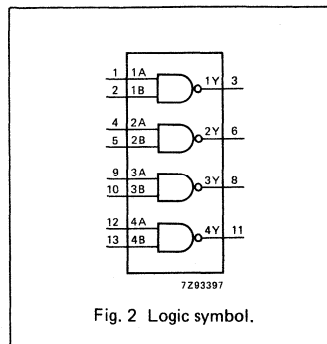 1 1A 1Y 3
2 1B
4 2A 2Y 6
5 2B
9 3A 3Y 8
10 3B
12 4A 4Y 11
13 4B
7Z93397
Fig. 2 Logic symbol.